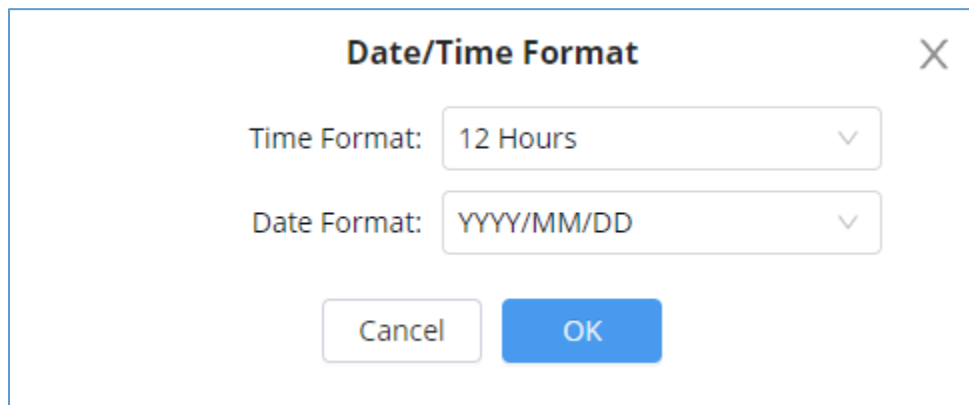 Date/Time Format
Time Format: 12 Hours
Date Format: YYYY/MM/DD
Cancel OK